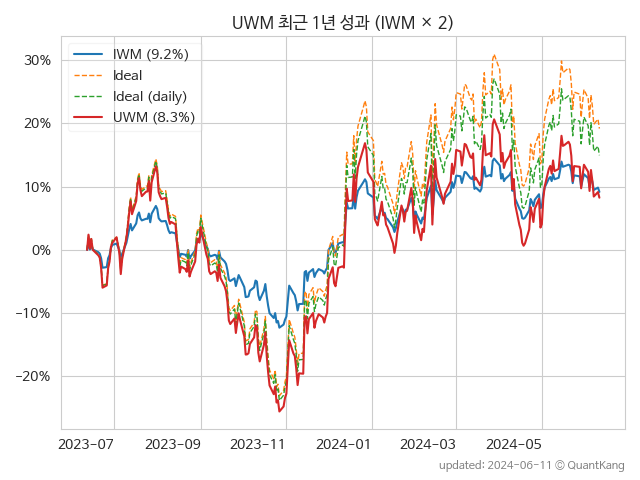 UWM 최근 1년 성과 (IWM × 2)
IWM (9.2%)
Ideal
Ideal (daily)
UWM (8.3%)
30%
20%
10%
0%
−10%
−20%
2023-07 2023-09 2023-11 2024-01 2024-03 2024-05
updated: 2024-06-11 © QuantKang